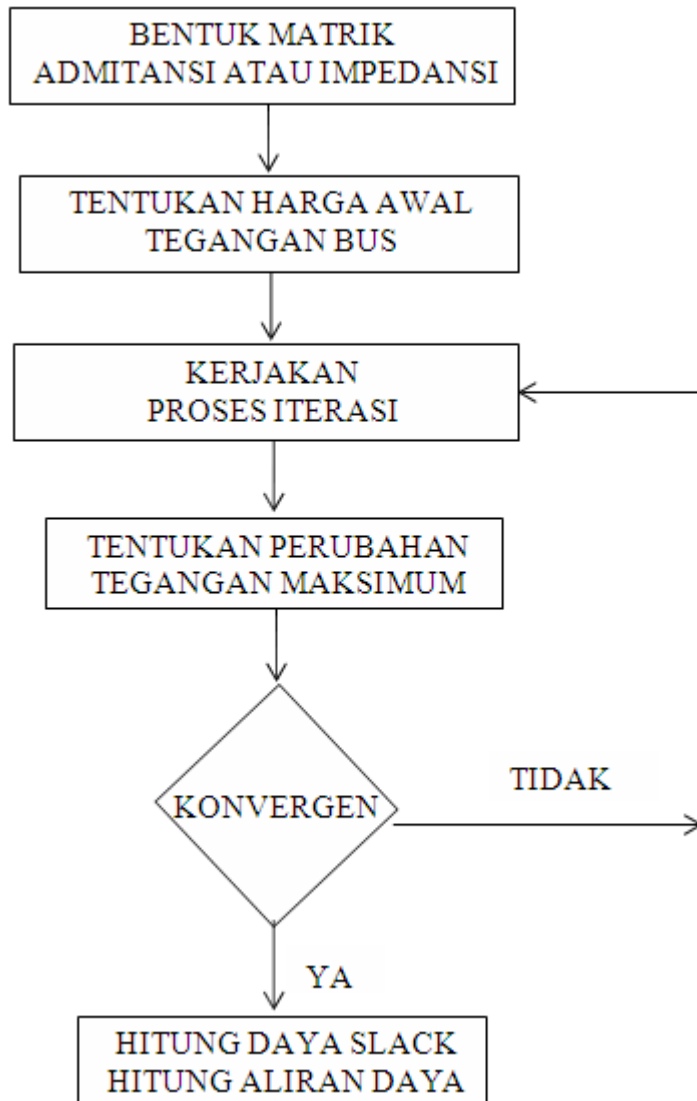 BENTUK MATRIK
ADMITANSI ATAU IMPEDANSI
TENTUKAN HARGA AWAL
TEGANGAN BUS
KERJAKAN
PROSES ITERASI
TENTUKAN PERUBAHAN
TEGANGAN MAKSIMUM
KONVERGEN
TIDAK
YA
HITUNG DAYA SLACK
HITUNG ALIRAN DAYA